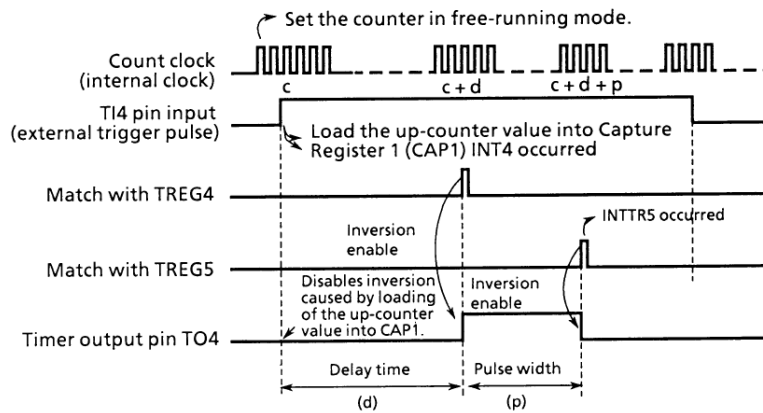 Set the counter in free-running mode.
Count clock
(internal clock)
c
c + d
c + d + p
TI4 pin input
(external trigger pulse)
Load the up-counter value into Capture
Register 1 (CAP1) INT4 occurred
Match with TREG4
INTTR5 occurred
Inversion
enable
Match with TREG5
Disables inversion
caused by loading
of the up-counter
value into CAP1.
Inversion
enable
Timer output pin TO4
Delay time
Pulse width
(d)
(p)